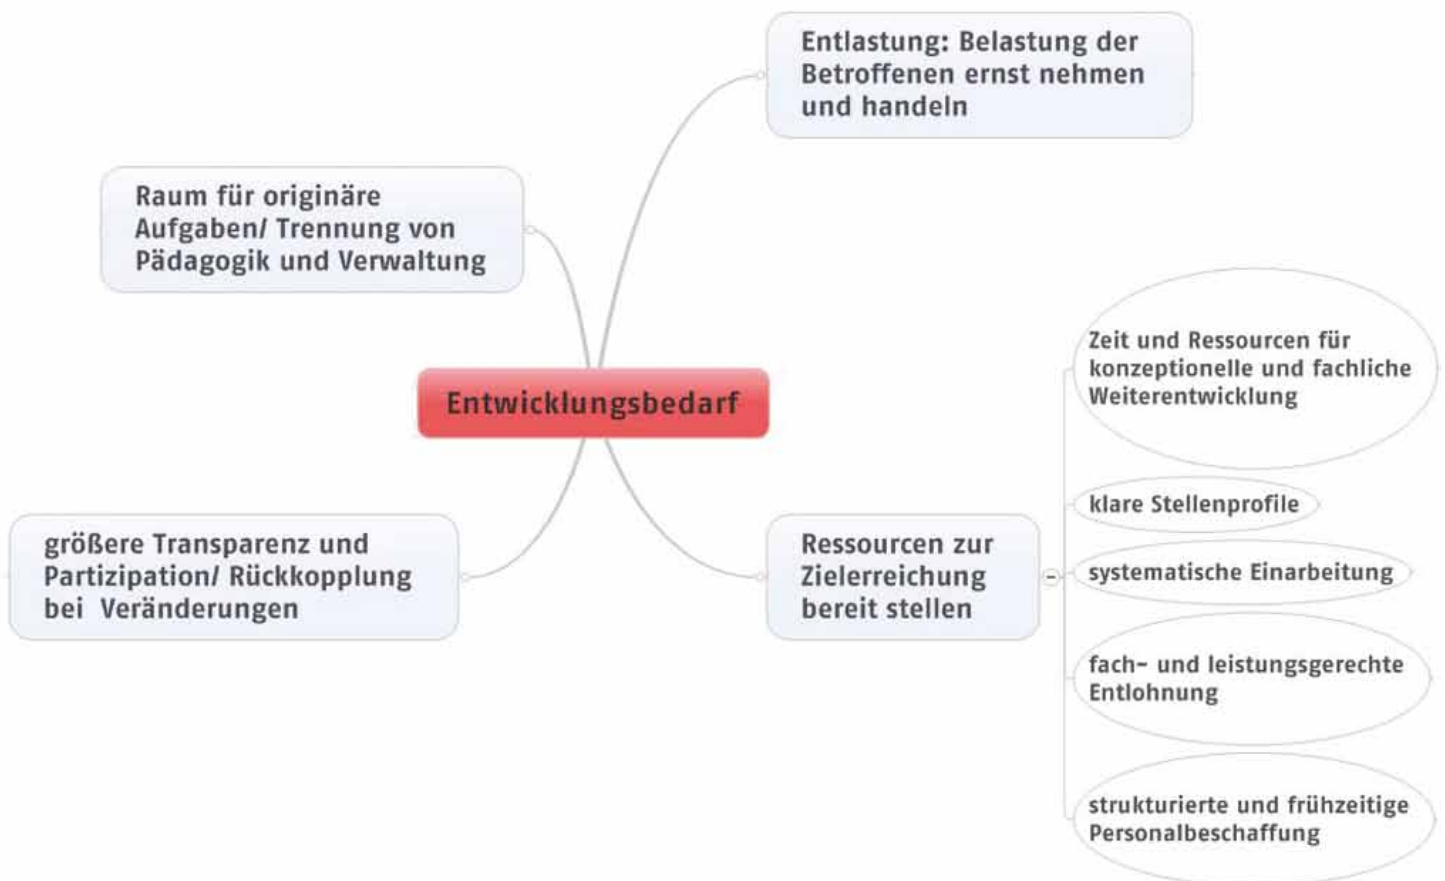 Entlastung: Belastung der
Betroffenen ernst nehmen
und handeln
Raum für originäre
Aufgaben/ Trennung von
Pädagogik und Verwaltung
Entwicklungsbedarf
größere Transparenz und
Partizipation/ Rückkopplung
bei Veränderungen
Ressourcen zur
Zielerreichung
bereit stellen
Zeit und Ressourcen für
konzeptionelle und fachliche
Weiterentwicklung
klare Stellenprofile
systematische Einarbeitung
fach- und leistungsgerechte
Entlohnung
strukturierte und frühzeitige
Personalbeschaffung